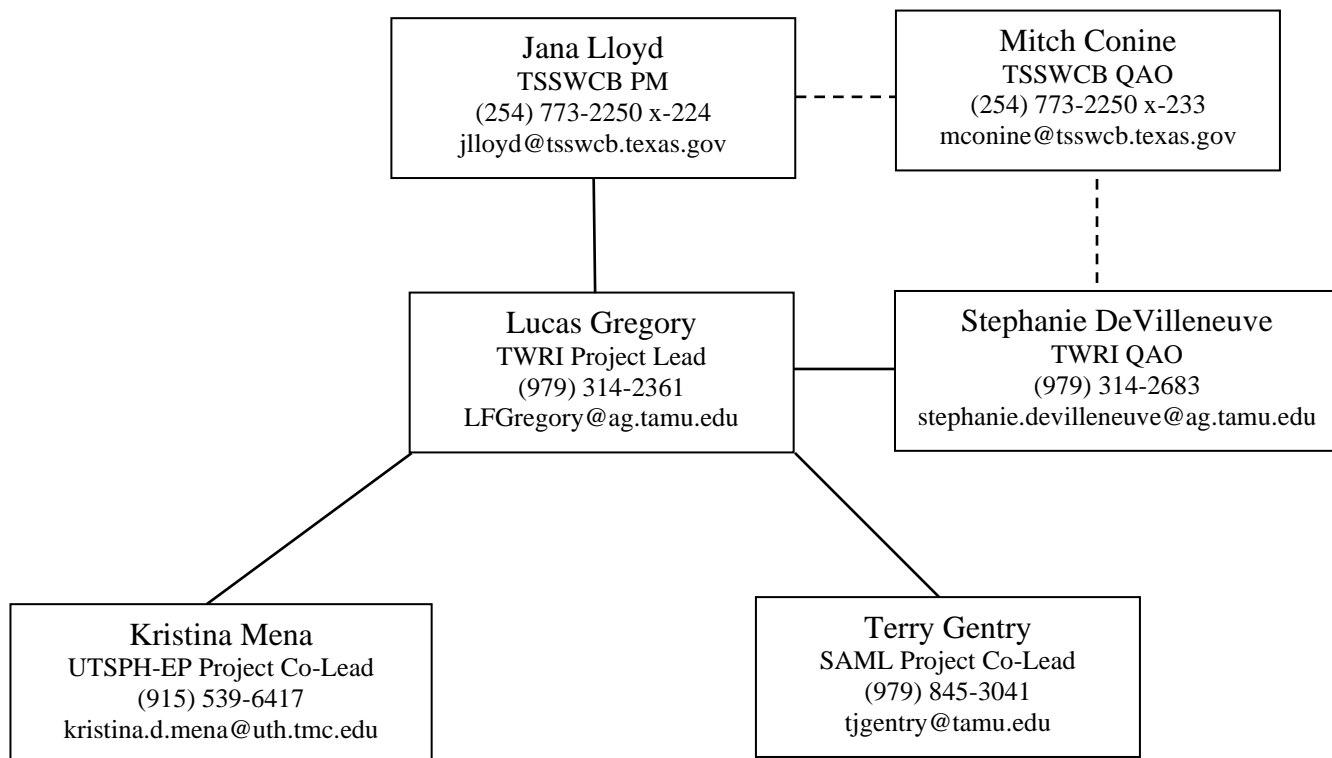 Jana Lloyd
TSSWCB PM
(254) 773-2250 x-224
jlloyd@tsswcb.texas.gov
Mitch Conine
TSSWCB QAO
(254) 773-2250 x-233
mconine@tsswcb.texas.gov
Lucas Gregory
TWRI Project Lead
(979) 314-2361
LFGregory@ag.tamu.edu
Stephanie DeVilleneuve
TWRI QAO
(979) 314-2683
stephanie.devilleneuve@ag.tamu.edu
Kristina Mena
UTSPH-EP Project Co-Lead
(915) 539-6417
kristina.d.mena@uth.tmc.edu
Terry Gentry
SAML Project Co-Lead
(979) 845-3041
tjgentry@tamu.edu